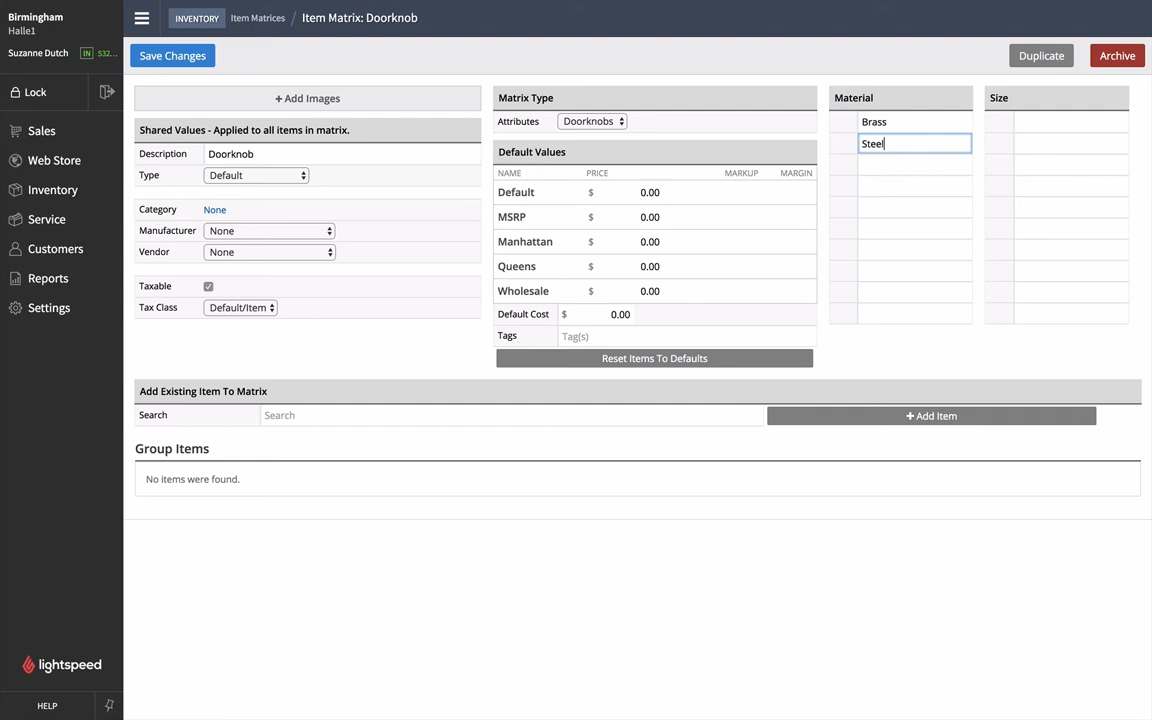 Birmingham
Halle1
Suzanne Dutch IN 532...
Lock
Sales
Web Store
Inventory
Service
Customers
Reports
Settings
lightspeed
HELP
INVENTORY Item Matrices / Item Matrix: Doorknob
Save Changes
Duplicate
Archive
+ Add Images
Shared Values - Applied to all items in matrix.
Description Doorknob
Type Default
Category None
Manufacturer None
Vendor None
Taxable
Tax Class Default/Item
Matrix Type
Attributes Doorknobs
Default Values
NAME PRICE MARKUP MARGIN
Default $ 0.00
MSRP $ 0.00
Manhattan $ 0.00
Queens $ 0.00
Wholesale $ 0.00
Default Cost $ 0.00
Tags Tag(s)
Reset Items To Defaults
Material
Brass
Steel
Size
Add Existing Item To Matrix
Search Search
+ Add Item
Group Items
No items were found.